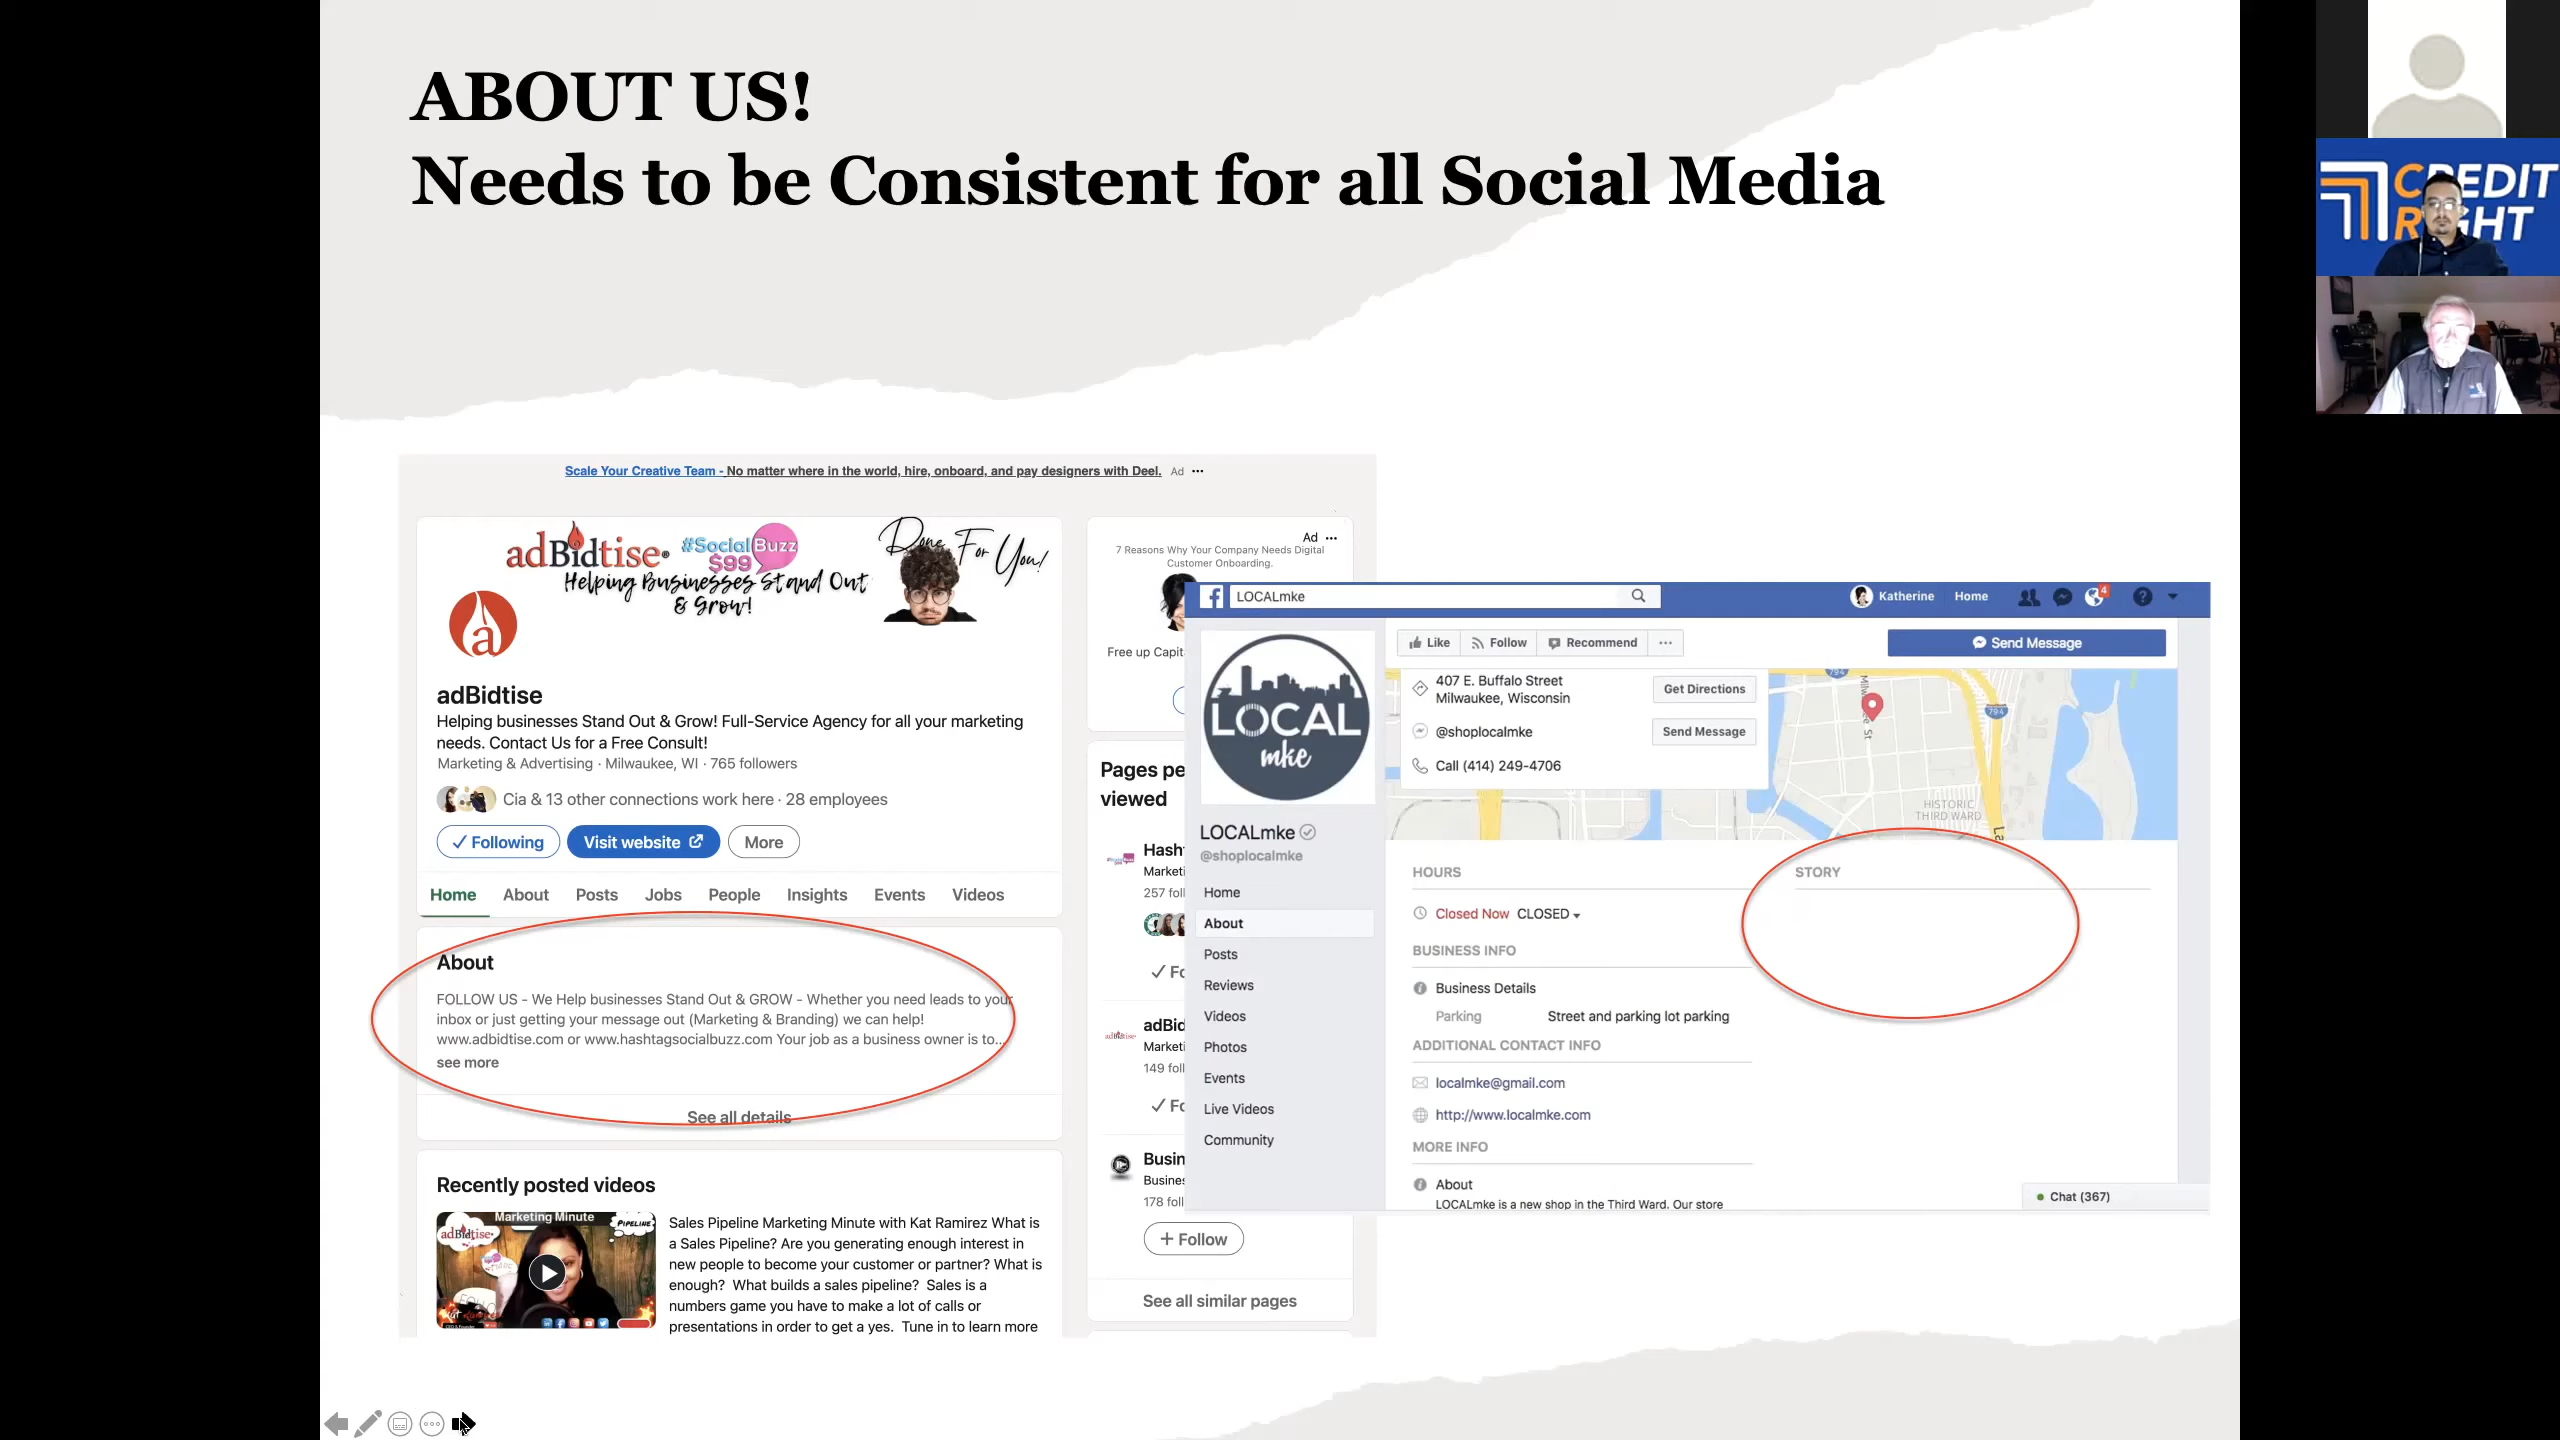 ABOUT US!
Needs to be Consistent for all Social Media
CREDIT
RIGHT
Scale Your Creative Team - No matter where in the world, hire, onboard, and pay designers with Deel. Ad
adBidtise #SocialBuzz
$99
Helping Businesses Stand Out
& Grow!
Done For You!
a
adBidtise
Helping businesses Stand Out & Grow! Full-Service Agency for all your marketing
needs. Contact Us for a Free Consult!
Marketing & Advertising · Milwaukee, WI · 765 followers
Cia & 13 other connections work here · 28 employees
Following
Visit website
More
Home About Posts Jobs People Insights Events Videos
About
FOLLOW US - We Help businesses Stand Out & GROW - Whether you need leads to your
inbox or just getting your message out (Marketing & Branding) we can help!
www.adbidtise.com or www.hashtagsocialbuzz.com Your job as a business owner is to...
see more
See all details
Recently posted videos
Marketing Minute
adBidtise
PIPELINE
Sales Pipeline Marketing Minute with Kat Ramirez What is
a Sales Pipeline? Are you generating enough interest in
new people to become your customer or partner? What is
enough? What builds a sales pipeline? Sales is a
numbers game you have to make a lot of calls or
presentations in order to get a yes. Tune in to learn more
Ad
7 Reasons Why Your Company Needs Digital
Customer Onboarding.
Free up Capit
Pages pe
viewed
Hasht
Marketi
257 foll
Fo
adBid
Marketi
149 foll
Fo
Busin
Busines
178 foll
+ Follow
See all similar pages
LOCALmke
Katherine
Home
4
?
LOCAL
mke
LOCALmke
@shoplocalmke
Home
About
Posts
Reviews
Videos
Photos
Events
Live Videos
Community
Like
Follow
Recommend
Send Message
407 E. Buffalo Street
Milwaukee, Wisconsin
Get Directions
@shoplocalmke
Send Message
Call (414) 249-4706
794
794
HISTORIC
THIRD WARD
HOURS
Closed Now CLOSED
BUSINESS INFO
Business Details
Parking Street and parking lot parking
ADDITIONAL CONTACT INFO
localmke@gmail.com
http://www.localmke.com
MORE INFO
About
LOCALmke is a new shop in the Third Ward. Our store
STORY
Chat (367)